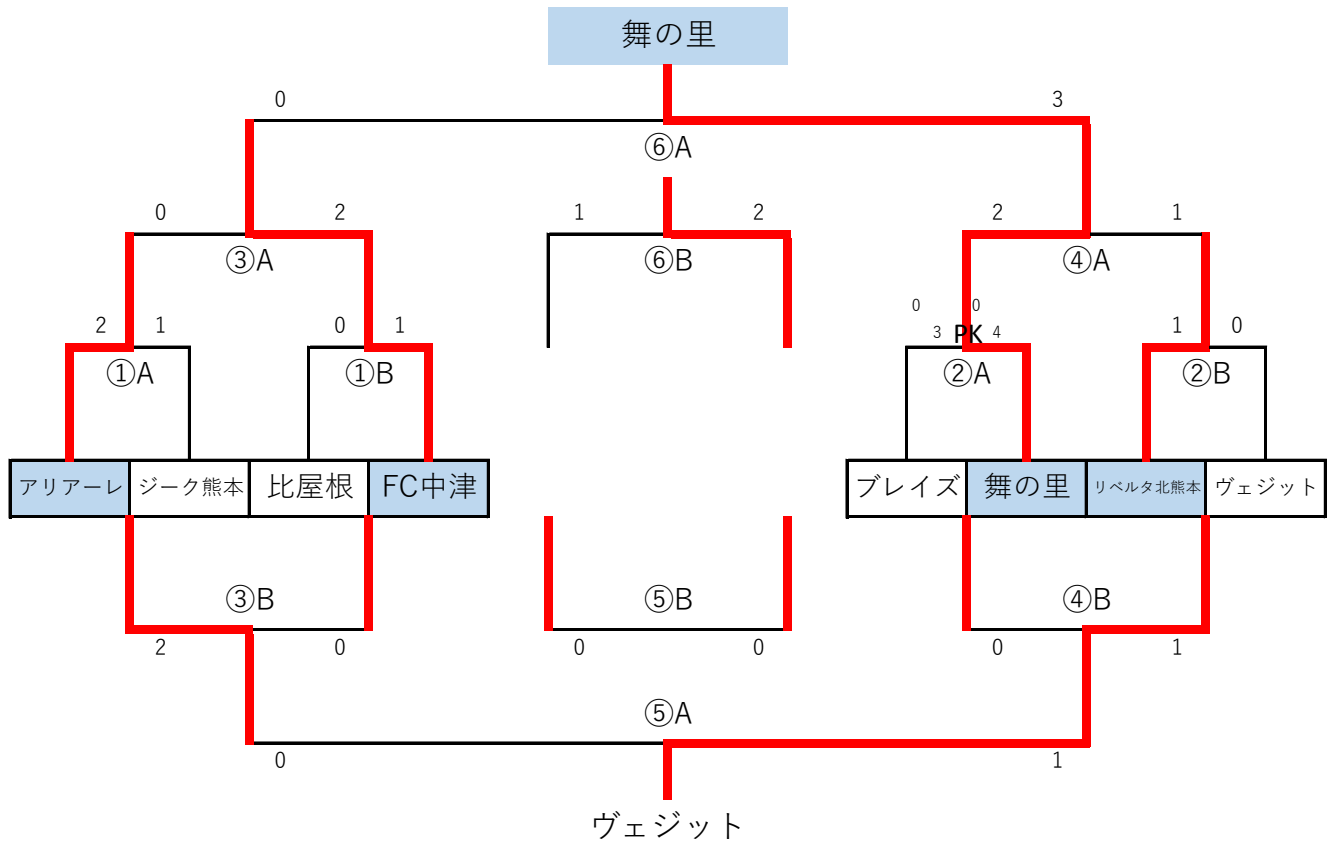 舞の里
0 3
⑥A
0 2 1 2 2 1
③A ⑥B ④A
0 0
2 1 0 1 3 PK 4 1 0
①A ①B ②A ②B
アリアーレ ジーク熊本 比屋根 FC中津 ブレイズ 舞の里 リベルタ北熊本 ヴェジット
③B ⑤B ④B
2 0 0 0 0 1
⑤A
0 1
ヴェジット